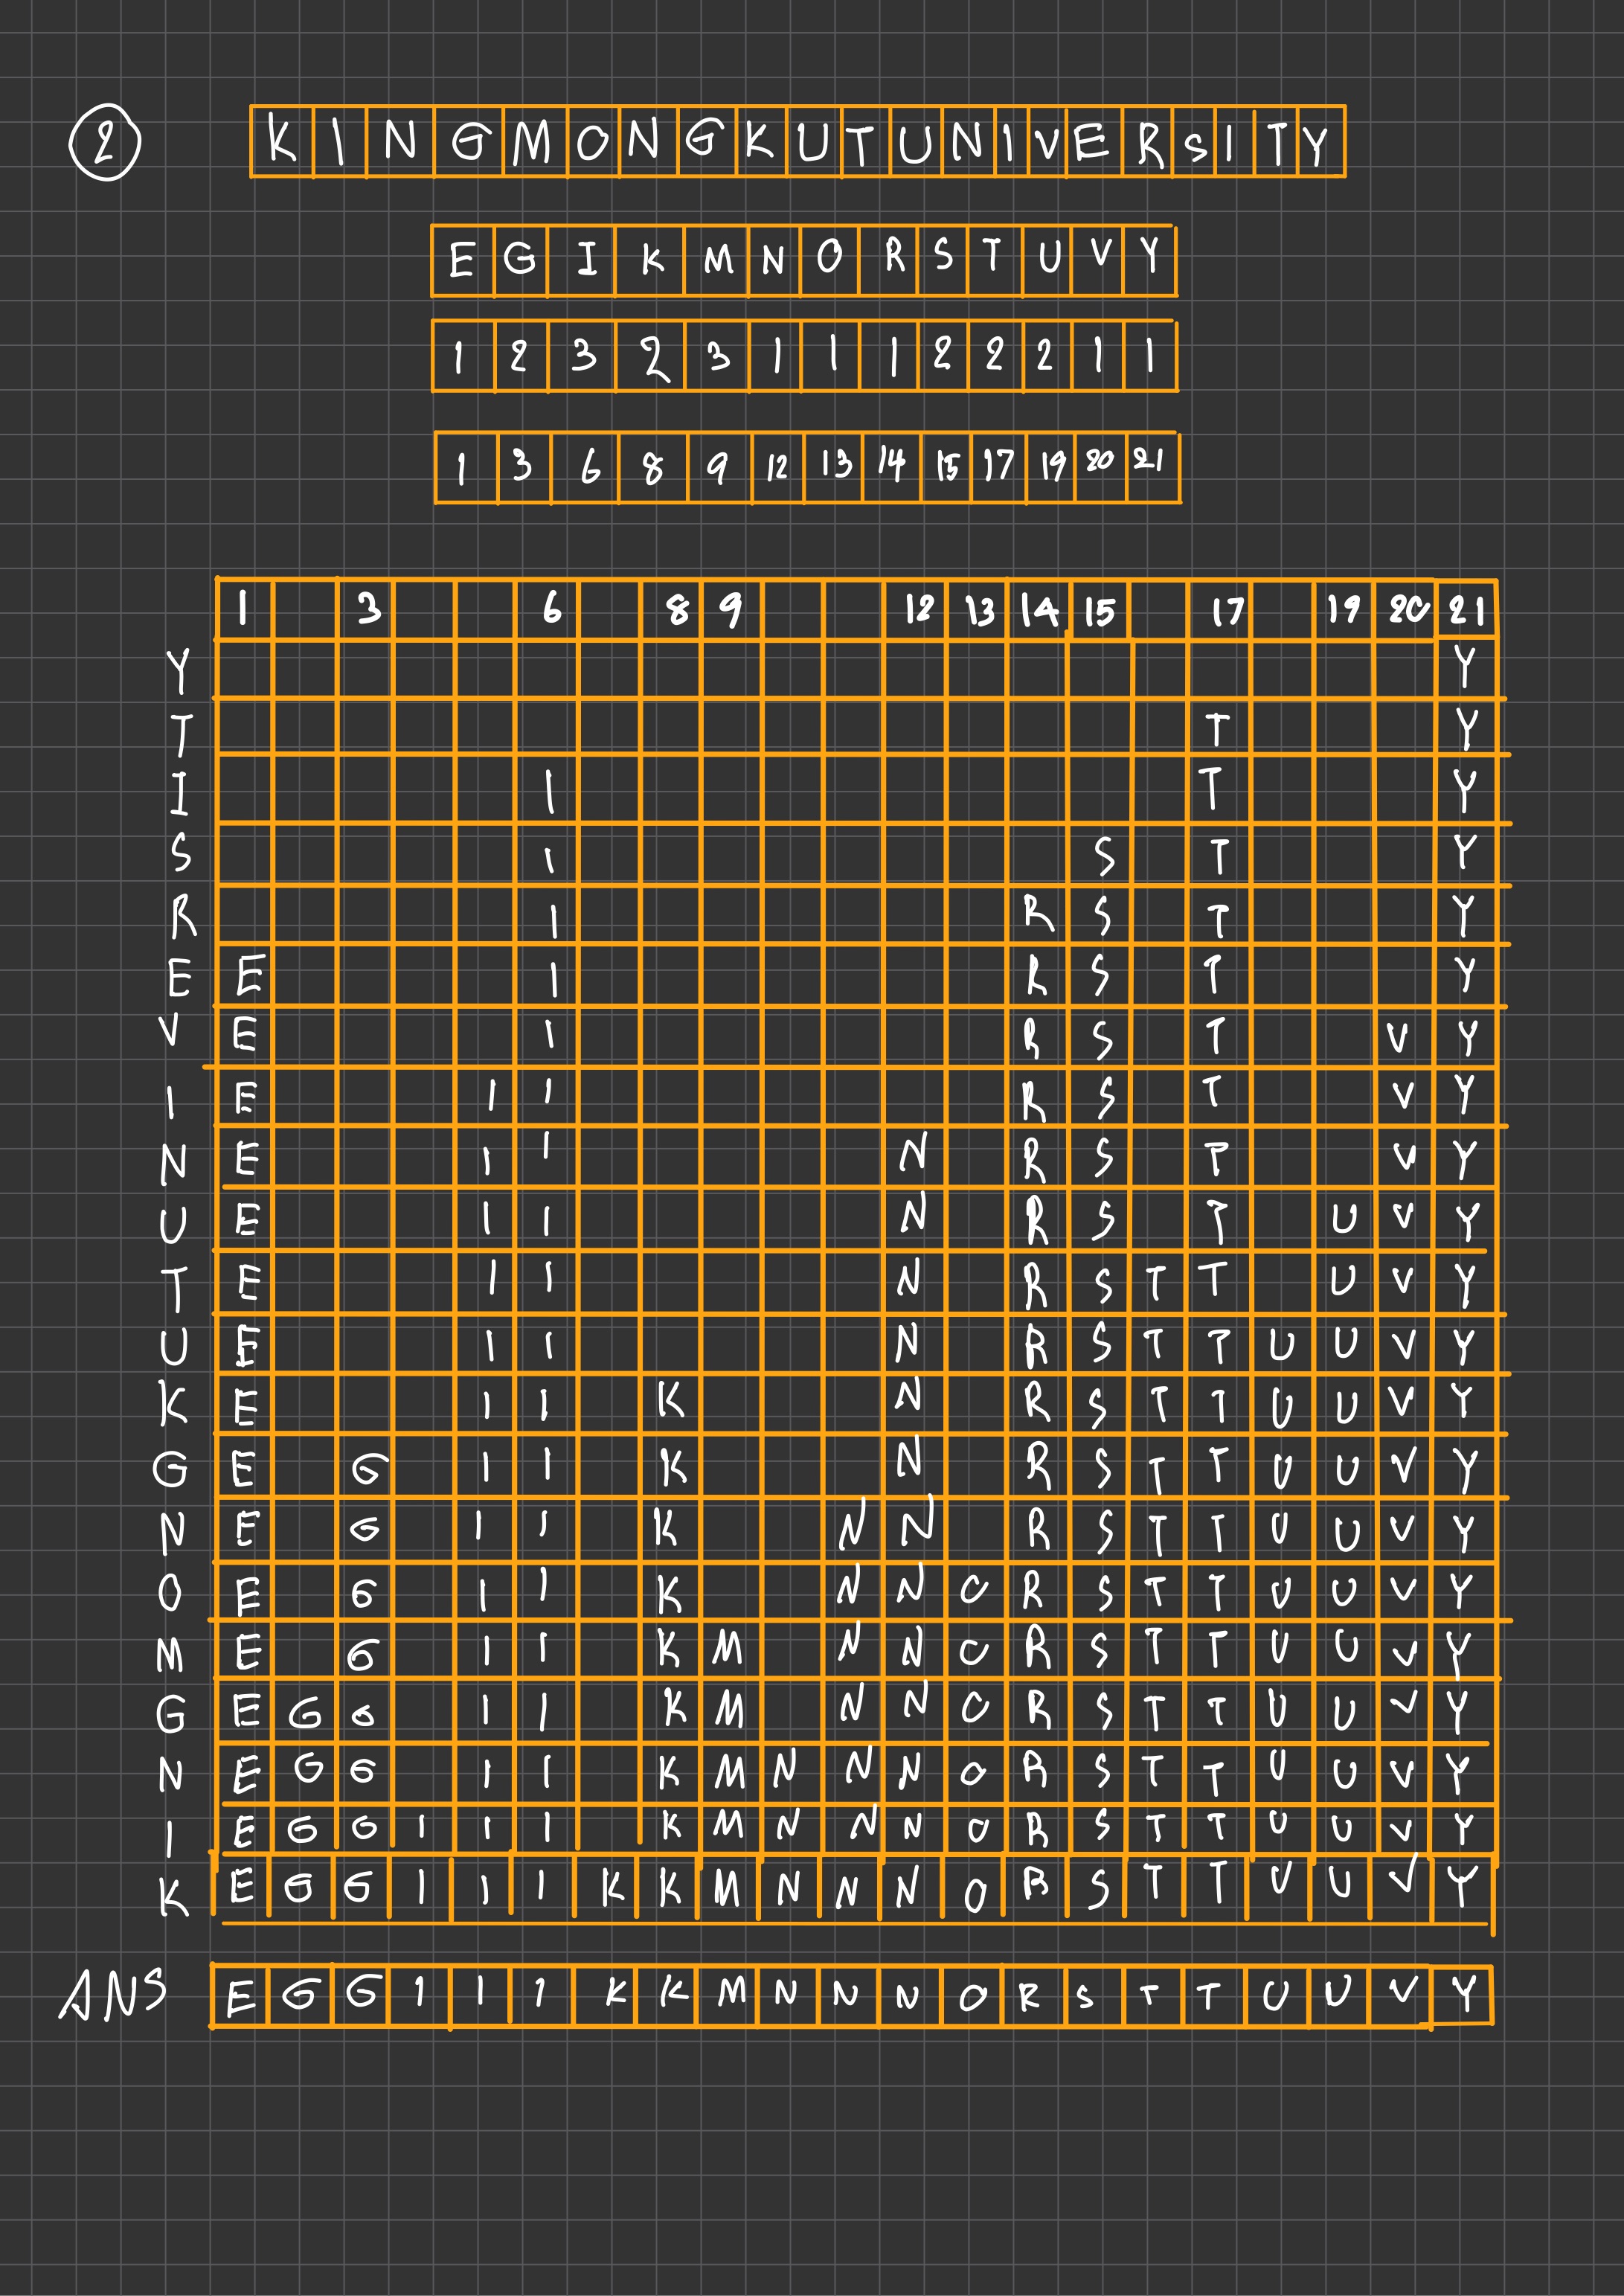 2 K I N G M O N G K U T U N I V E R S I T Y
E G I K M N O R S T U V Y
1 2 3 2 3 1 1 1 2 2 2 1 1
1 3 6 8 9 12 13 14 15 17 19 20 21
1 3 6 8 9 12 13 14 15 17 19 20 21
Y Y
T T Y
I I T Y
S I S T Y
R I R S T Y
E E I R S T Y
V E I R S T V Y
I E I I R S T V Y
N E I I N R S T V Y
U E I I N R S T U V Y
T E I I N R S T T U V Y
U E I I N R S T T U U V Y
K E I I K N R S T T U U V Y
G E G I I K N R S T T U U V Y
N E G I I K N N R S T T U U V Y
O E G I I K N N O R S T T U U V Y
M E G I I K M N N O R S T T U U V Y
G E G G I I K M N N O R S T T U U V Y
N E G G I I K M N N N O R S T T U U V Y
I E G G I I I K M N N N O R S T T U U V Y
K E G G I I I K K M N N N O R S T T U U V Y
ANS E G G I I I K K M N N N O R S T T U U V Y